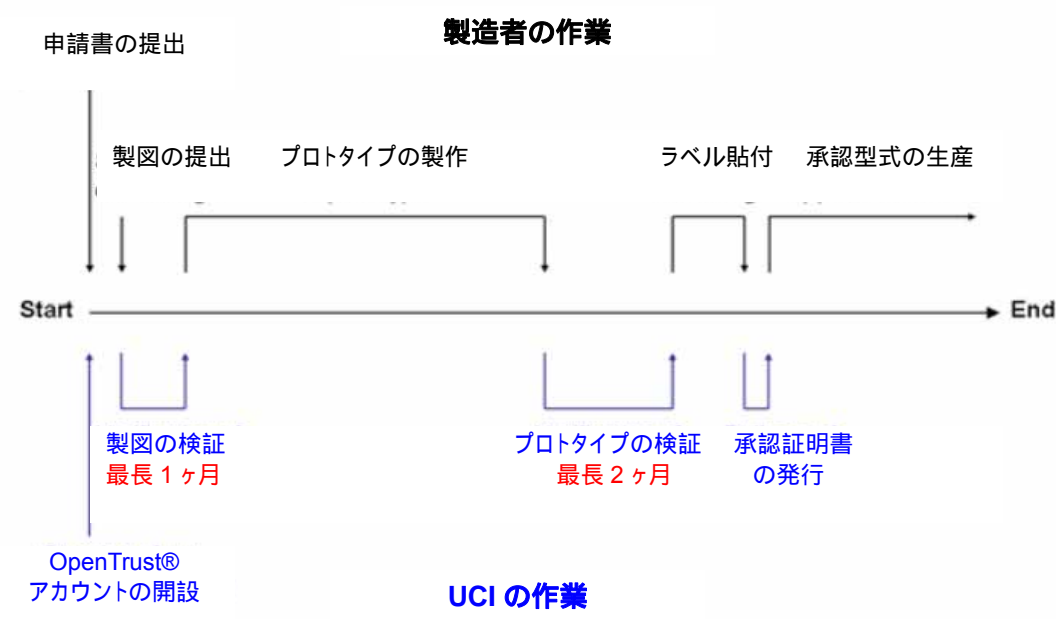 製造者の作業
申請書の提出
製図の提出
プロトタイプの製作
ラベル貼付
承認型式の生産
Start
End
製図の検証
最長 1 ヶ月
プロトタイプの検証
最長 2 ヶ月
承認証明書
の発行
OpenTrust®
アカウントの開設
UCI の作業